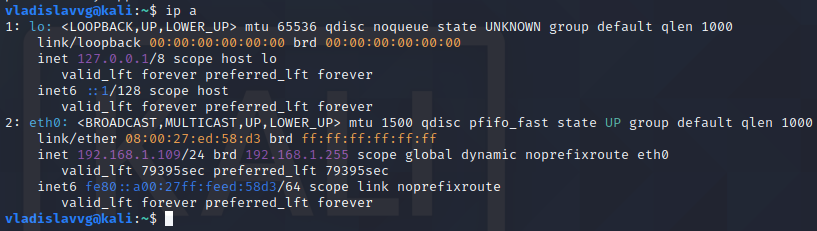 vladislavvg@kali:~$ ip a
1: lo: <LOOPBACK,UP,LOWER_UP> mtu 65536 qdisc noqueue state UNKNOWN group default qlen 1000
    link/loopback 00:00:00:00:00:00 brd 00:00:00:00:00:00
    inet 127.0.0.1/8 scope host lo
       valid_lft forever preferred_lft forever
    inet6 ::1/128 scope host
       valid_lft forever preferred_lft forever
2: eth0: <BROADCAST,MULTICAST,UP,LOWER_UP> mtu 1500 qdisc pfifo_fast state UP group default qlen 1000
    link/ether 08:00:27:ed:58:d3 brd ff:ff:ff:ff:ff:ff
    inet 192.168.1.109/24 brd 192.168.1.255 scope global dynamic noprefixroute eth0
       valid_lft 79395sec preferred_lft 79395sec
    inet6 fe80::a00:27ff:feed:58d3/64 scope link noprefixroute
       valid_lft forever preferred_lft forever
vladislavvg@kali:~$